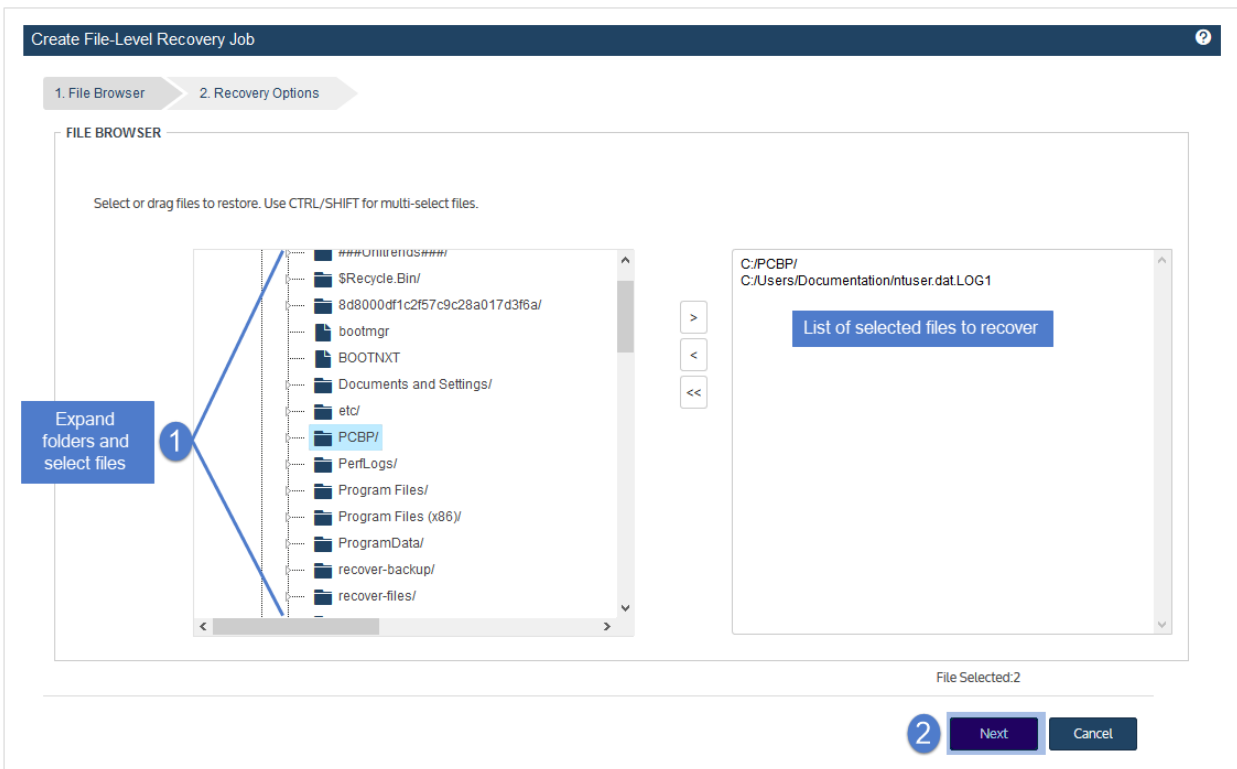 Create File-Level Recovery Job
?
1. File Browser
2. Recovery Options
FILE BROWSER
Select or drag files to restore. Use CTRL/SHIFT for multi-select files.
###Unitrends###/
$Recycle.Bin/
8d8000df1c2f57c9c28a017d3f6a/
bootmgr
BOOTNXT
Documents and Settings/
etc/
PCBP/
PerfLogs/
Program Files/
Program Files (x86)/
ProgramData/
recover-backup/
recover-files/
Expand
folders and
select files
1
>
<
<<
C:/PCBP/
C:/Users/Documentation/ntuser.dat.LOG1
List of selected files to recover
File Selected:2
2
Next
Cancel